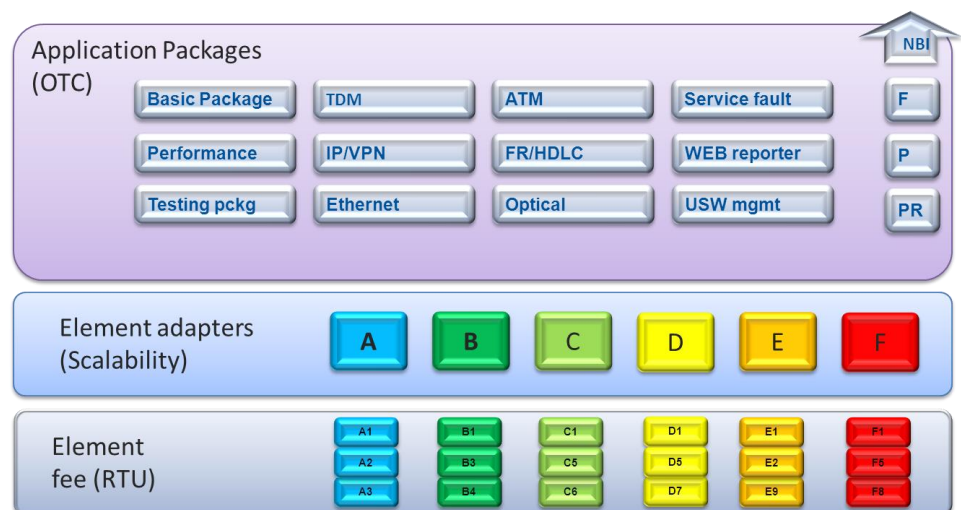 Application Packages
(OTC)
NBI
Basic Package TDM ATM Service fault F
Performance IP/VPN FR/HDLC WEB reporter P
Testing pckg Ethernet Optical USW mgmt PR
Element adapters
(Scalability)
A B C D E F
Element
fee (RTU)
A1 B1 C1 D1 E1 F1
A2 B3 C5 D5 E2 F5
A3 B4 C6 D7 E9 F8